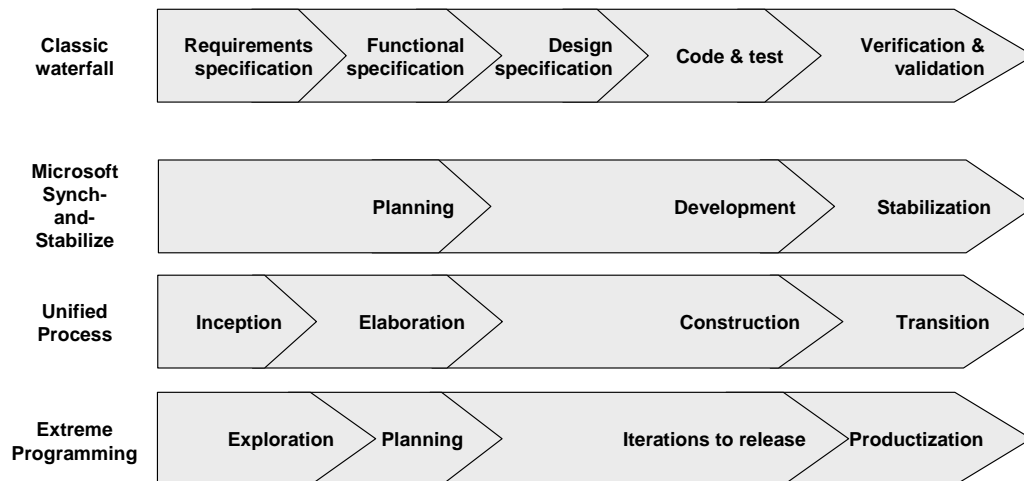 Classic
waterfall
Requirements
specification
Functional
specification
Design
specification
Code & test
Verification &
validation
Microsoft
Synch-
and-
Stabilize
Planning
Development
Stabilization
Unified
Process
Inception
Elaboration
Construction
Transition
Extreme
Programming
Exploration
Planning
Iterations to release
Productization